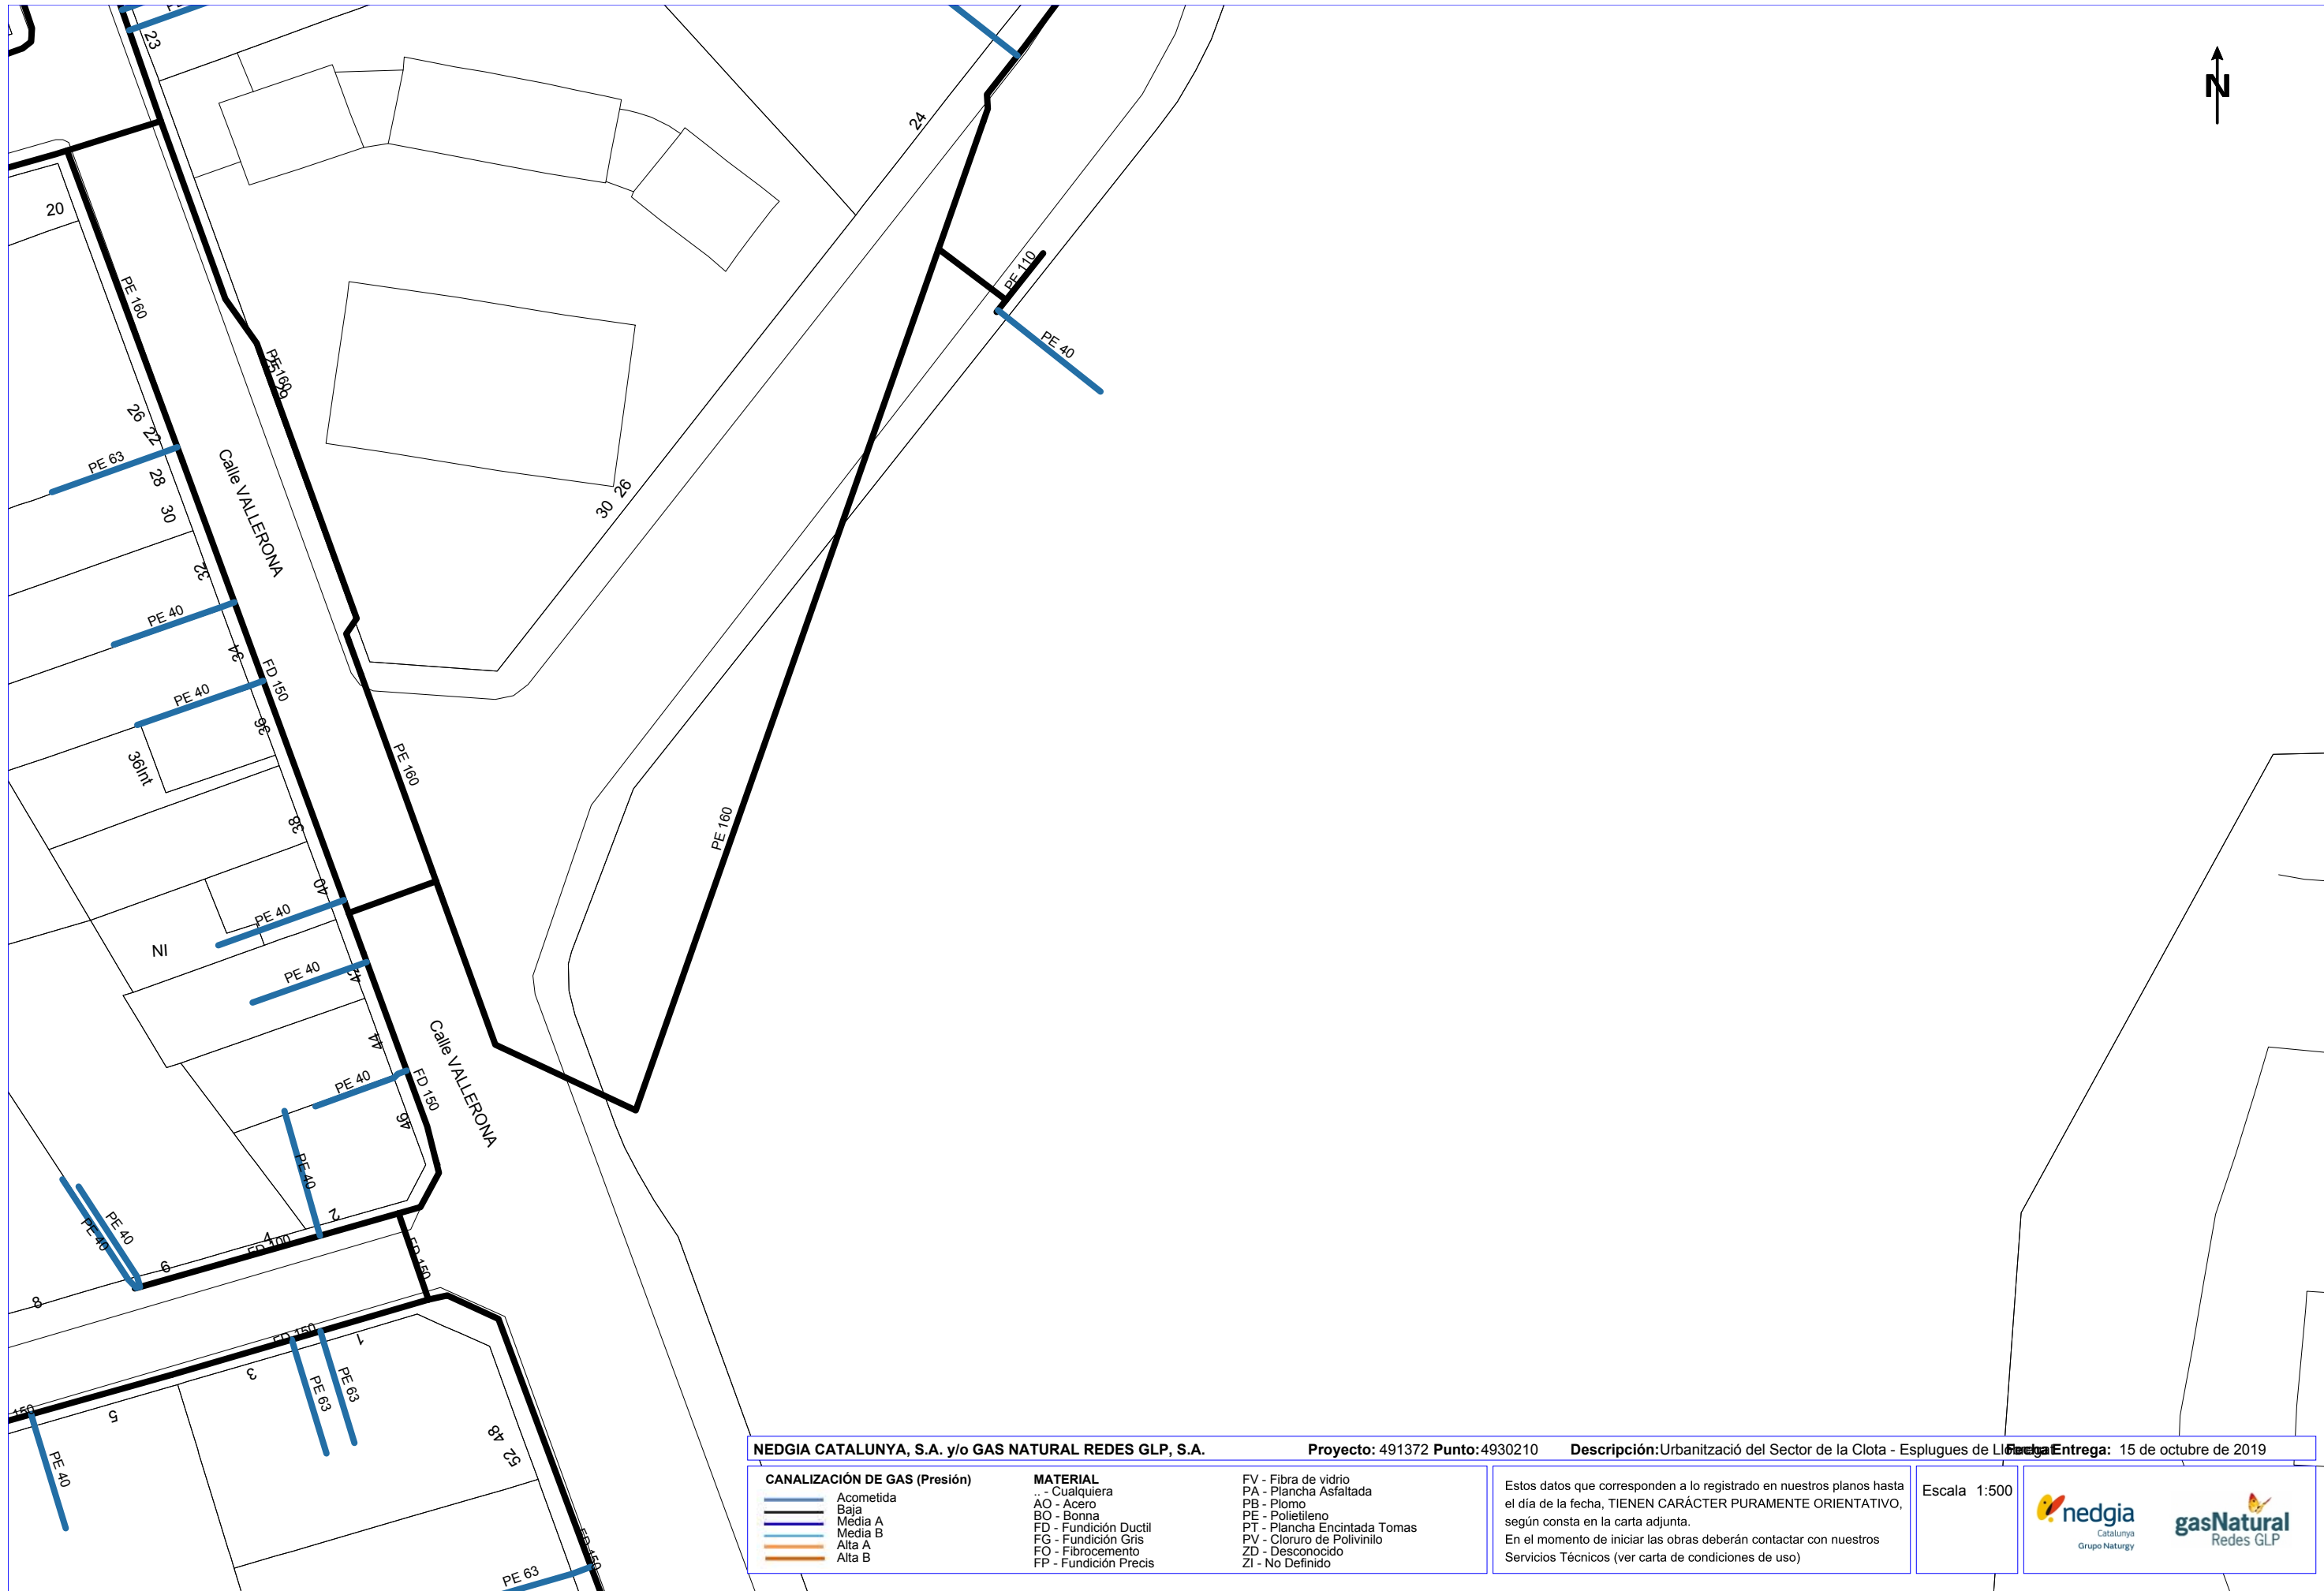 23
N
24
20
PE 110
PE 160
PE 40
PE 160
25
29
26
22
PE 63
28
30
Calle VALLERONA
30
26
32
PE 40
34
FD 150
PE 40
36
36Int
PE 160
38
PE 160
40
PE 40
NI
PE 40
42
Calle VALLERONA
44
PE 40
FD 150
46
PE 40
PE 40
PE 40
2
4
FD 100
6
FD 150
8
FD 150
1
3
PE 63
PE 63
5
150
PE 40
48
52
FD 150
PE 63
NEDGIA CATALUNYA, S.A. y/o GAS NATURAL REDES GLP, S.A. Proyecto: 491372 Punto:4930210 Descripción:Urbanització del Sector de la Clota - Esplugues de Llobregat Fecha Entrega: 15 de octubre de 2019
CANALIZACIÓN DE GAS (Presión)
Acometida
Baja
Media A
Media B
Alta A
Alta B
MATERIAL
.. - Cualquiera
AO - Acero
BO - Bonna
FD - Fundición Ductil
FG - Fundición Gris
FO - Fibrocemento
FP - Fundición Precis
FV - Fibra de vidrio
PA - Plancha Asfaltada
PB - Plomo
PE - Polietileno
PT - Plancha Encintada Tomas
PV - Cloruro de Polivinilo
ZD - Desconocido
ZI - No Definido
Estos datos que corresponden a lo registrado en nuestros planos hasta
el día de la fecha, TIENEN CARÁCTER PURAMENTE ORIENTATIVO,
según consta en la carta adjunta.
En el momento de iniciar las obras deberán contactar con nuestros
Servicios Técnicos (ver carta de condiciones de uso)
Escala 1:500
nedgia
Catalunya
Grupo Naturgy
gasNatural
Redes GLP